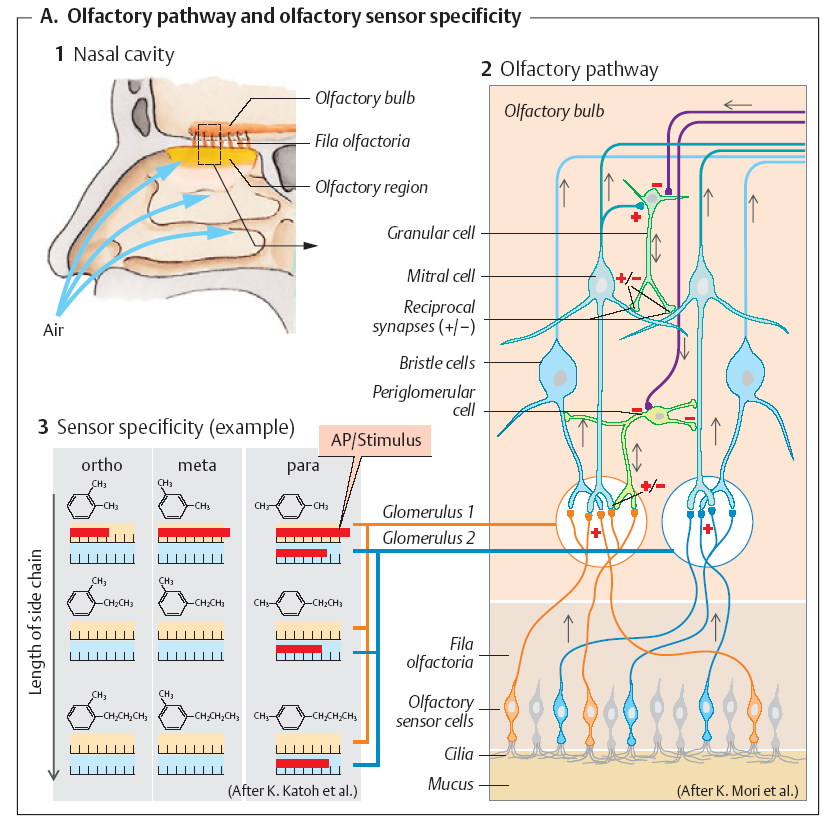 A. Olfactory pathway and olfactory sensor specificity
1 Nasal cavity
Olfactory bulb
Fila olfactoria
Olfactory region
Air
2 Olfactory pathway
Olfactory bulb
−
+
Granular cell
Mitral cell
+/−
Reciprocal
synapses (+/−)
Bristle cells
Periglomerular
cell
−
−
+/−
+
+
Fila
olfactoria
Olfactory
sensor cells
Cilia
Mucus
(After K. Mori et al.)
3 Sensor specificity (example)
AP/Stimulus
ortho
meta
para
Length of side chain
CH₃
CH₃
CH₃
CH₃
CH₃
CH₃
Glomerulus 1
Glomerulus 2
CH₃
CH₂CH₃
CH₃
CH₂CH₃
CH₃
CH₂CH₃
CH₃
CH₂CH₂CH₃
CH₃
CH₂CH₂CH₃
CH₃
CH₂CH₂CH₃
(After K. Katoh et al.)